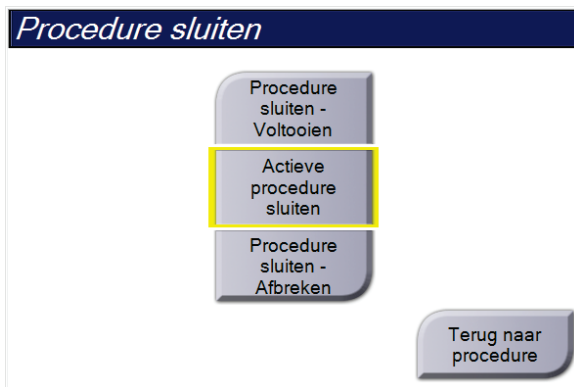 Procedure sluiten
Procedure
sluiten -
Voltooien
Actieve
procedure
sluiten
Procedure
sluiten -
Afbreken
Terug naar
procedure